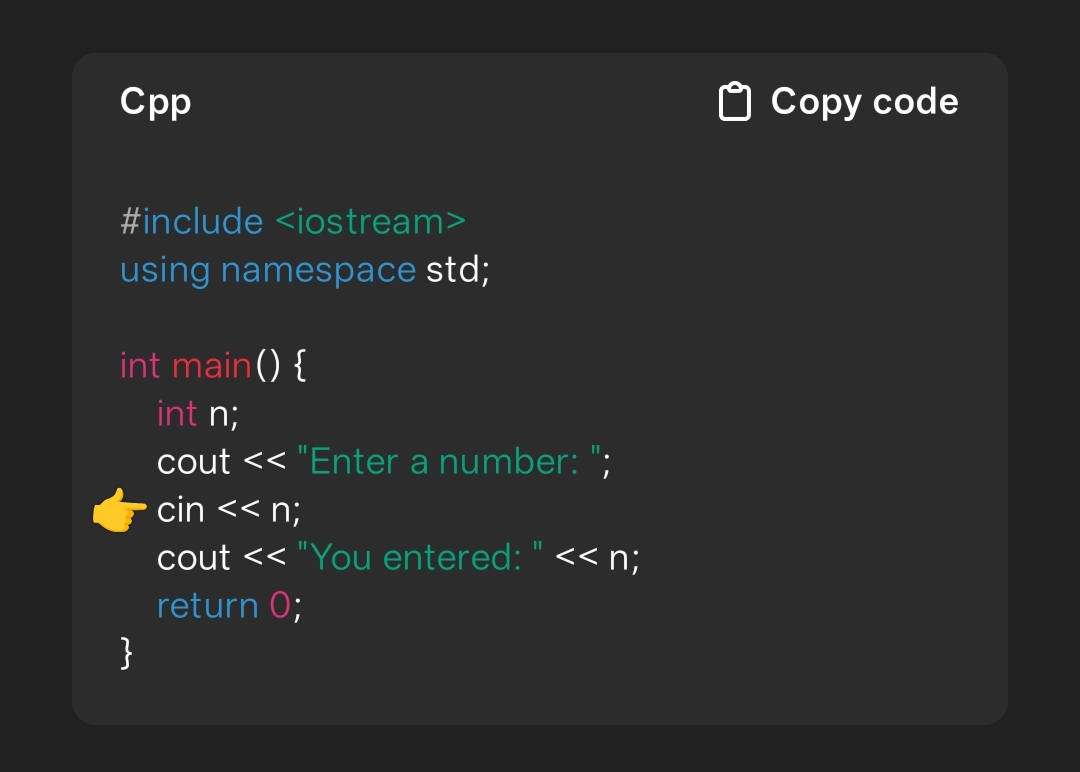 Cpp
Copy code
#include <iostream>
using namespace std;
int main() {
int n;
cout << "Enter a number: ";
cin << n;
cout << "You entered: " << n;
return 0;
}